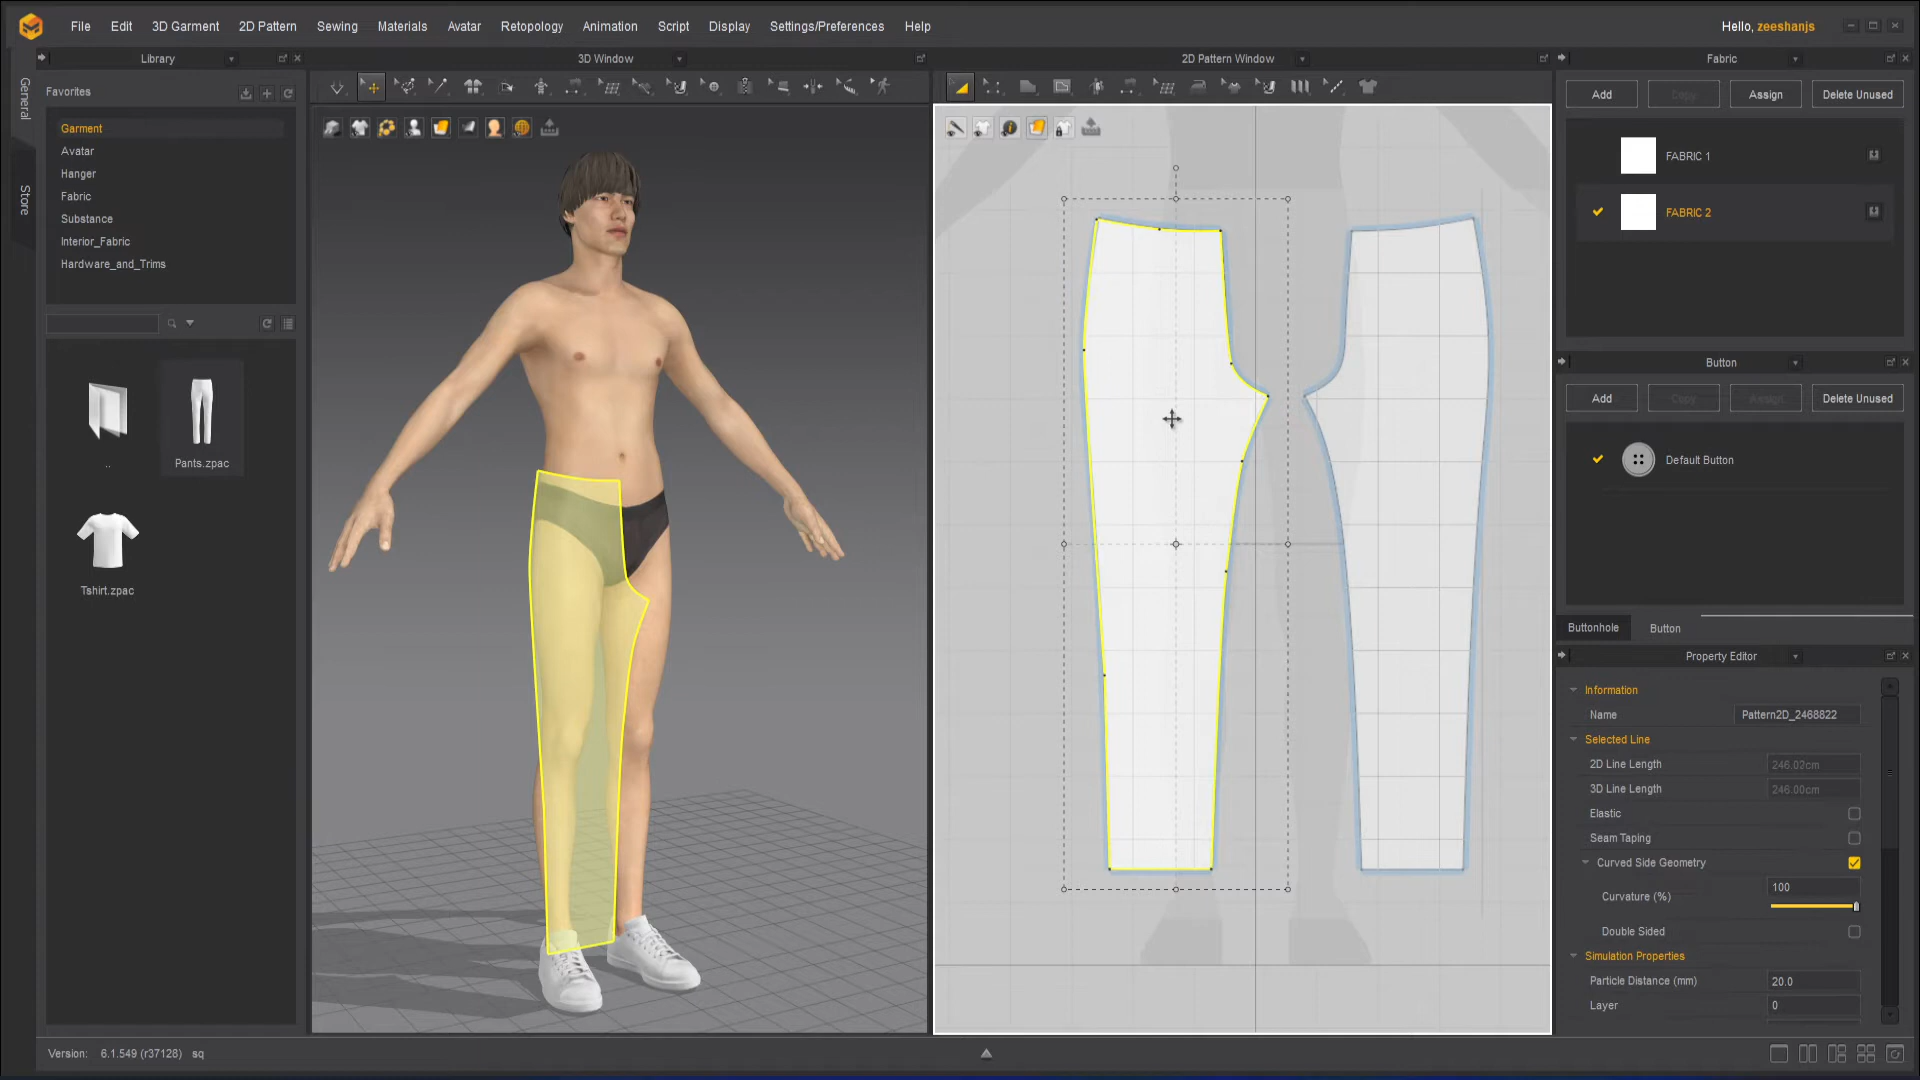 File Edit 3D Garment 2D Pattern Sewing Materials Avatar Retopology Animation Script Display Settings/Preferences Help
Hello, zeeshanjs
Library
3D Window
2D Pattern Window
Fabric
General
Store
Favorites
Garment
Avatar
Hanger
Fabric
Substance
Interior_Fabric
Hardware_and_Trims
..
Pants.zpac
Tshirt.zpac
Add Copy Assign Delete Unused
FABRIC 1
FABRIC 2
Button
Add Copy Assign Delete Unused
Default Button
Buttonhole Button
Property Editor
Information
Name Pattern2D_2468822
Selected Line
2D Line Length 246.02cm
3D Line Length 246.00cm
Elastic
Seam Taping
Curved Side Geometry
Curvature (%) 100
Double Sided
Simulation Properties
Particle Distance (mm) 20.0
Layer 0
Version: 6.1.549 (r37128) sq